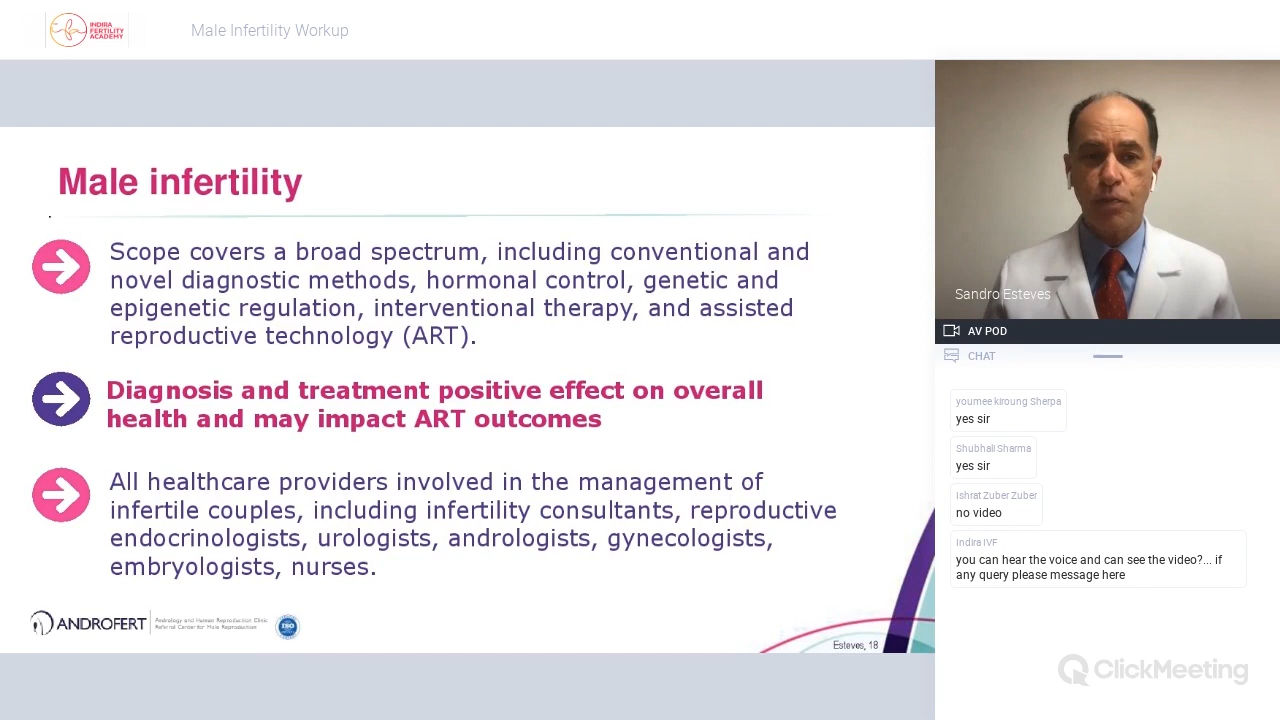 INDIRA
FERTILITY
ACADEMY
Male Infertility Workup
Male infertility
Scope covers a broad spectrum, including conventional and
novel diagnostic methods, hormonal control, genetic and
epigenetic regulation, interventional therapy, and assisted
reproductive technology (ART).
Diagnosis and treatment positive effect on overall
health and may impact ART outcomes
All healthcare providers involved in the management of
infertile couples, including infertility consultants, reproductive
endocrinologists, urologists, andrologists, gynecologists,
embryologists, nurses.
ANDROFERT
Andrology and Human Reproduction Clinic
Referral Center for Male Reproduction
ISO
Esteves, 18
Sandro Esteves
AV POD
CHAT
youmee kiroung Sherpa
yes sir
Shubhali Sharma
yes sir
Ishrat Zuber Zuber
no video
Indira IVF
you can hear the voice and can see the video?... if
any query please message here
ClickMeeting